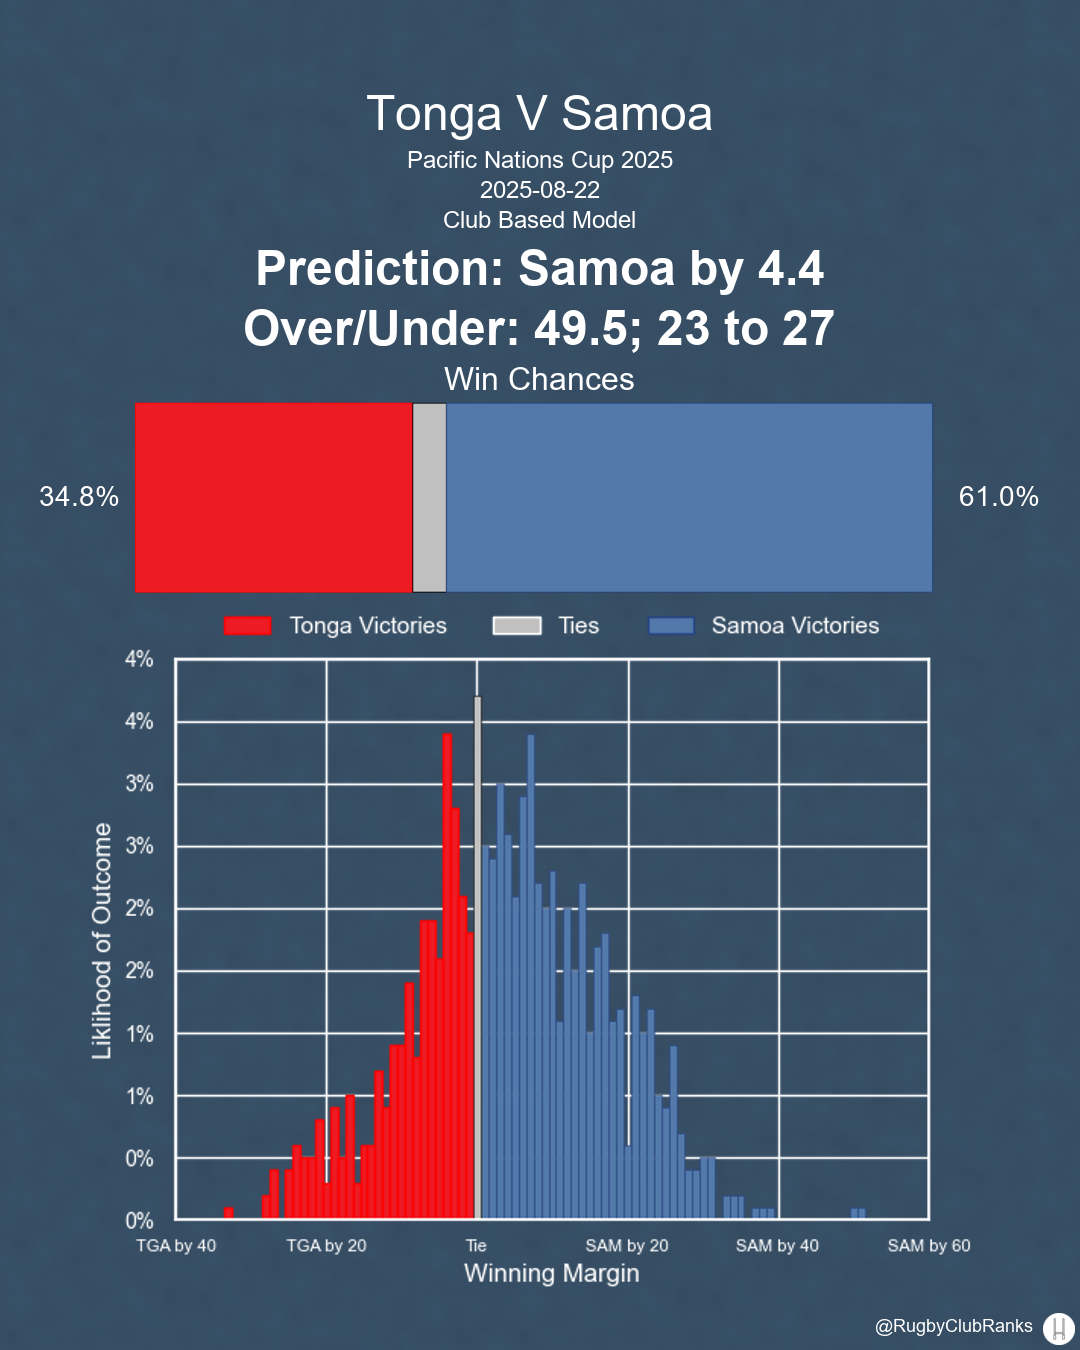 Tonga V Samoa
Pacific Nations Cup 2025
2025-08-22
Club Based Model
Prediction: Samoa by 4.4
Over/Under: 49.5; 23 to 27
Win Chances
34.8%
61.0%
Tonga Victories
Ties
Samoa Victories
4%
4%
3%
3%
2%
2%
1%
1%
0%
0%
Liklihood of Outcome
TGA by 40
TGA by 20
Tie
SAM by 20
SAM by 40
SAM by 60
Winning Margin
@RugbyClubRanks